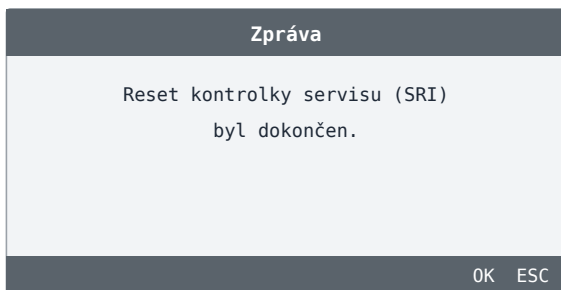 Zpráva
Reset kontrolky servisu (SRI)
byl dokončen.
OK ESC